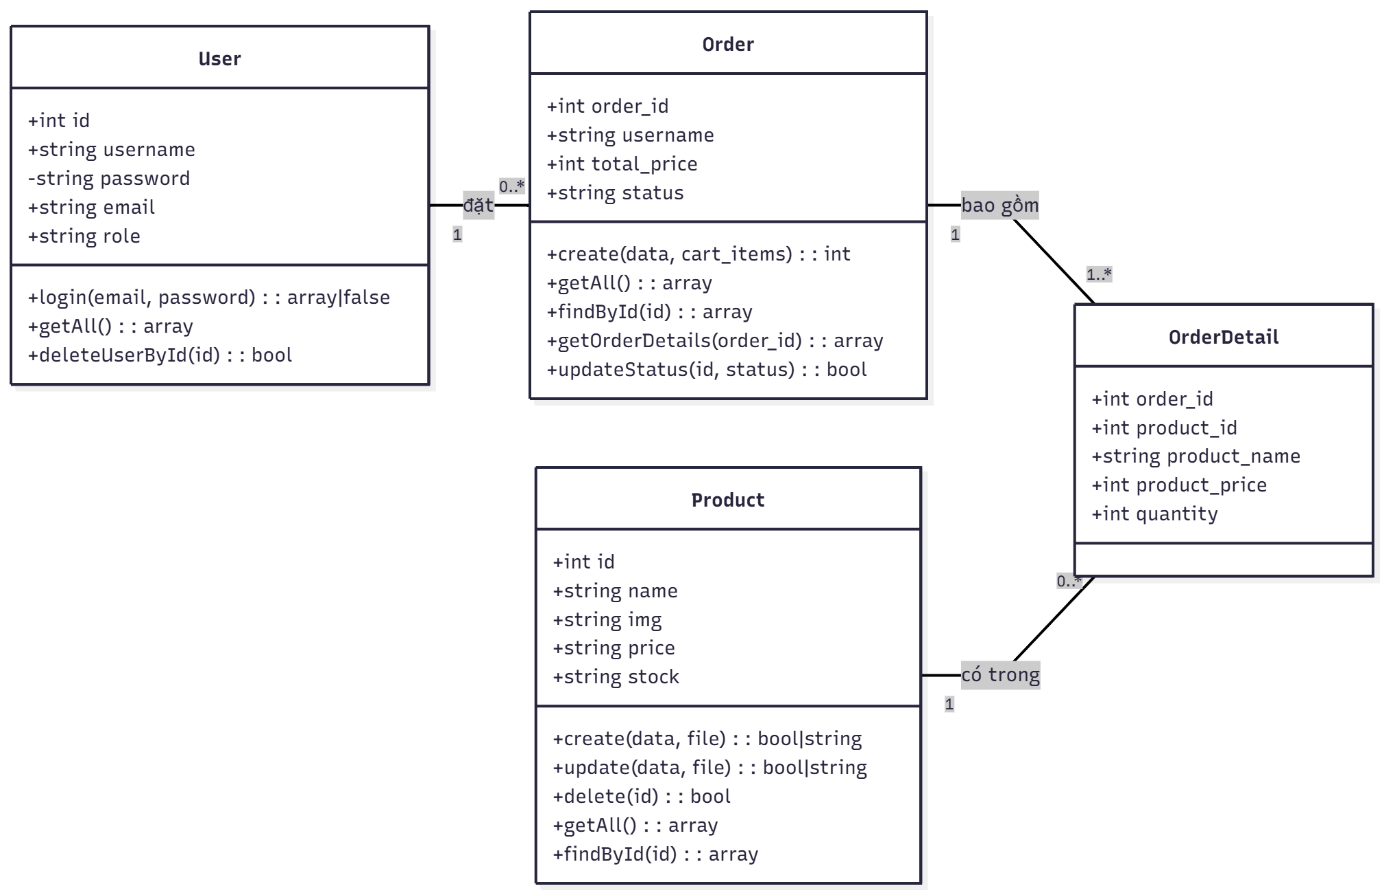 User
+int id
+string username
-string password
+string email
+string role
+login(email, password) : : array|false
+getAll() : : array
+deleteUserById(id) : : bool
1
đặt
0..*
Order
+int order_id
+string username
+int total_price
+string status
+create(data, cart_items) : : int
+getAll() : : array
+findById(id) : : array
+getOrderDetails(order_id) : : array
+updateStatus(id, status) : : bool
1
bao gồm
1..*
OrderDetail
+int order_id
+int product_id
+string product_name
+int product_price
+int quantity
0..*
có trong
1
Product
+int id
+string name
+string img
+string price
+string stock
+create(data, file) : : bool|string
+update(data, file) : : bool|string
+delete(id) : : bool
+getAll() : : array
+findById(id) : : array